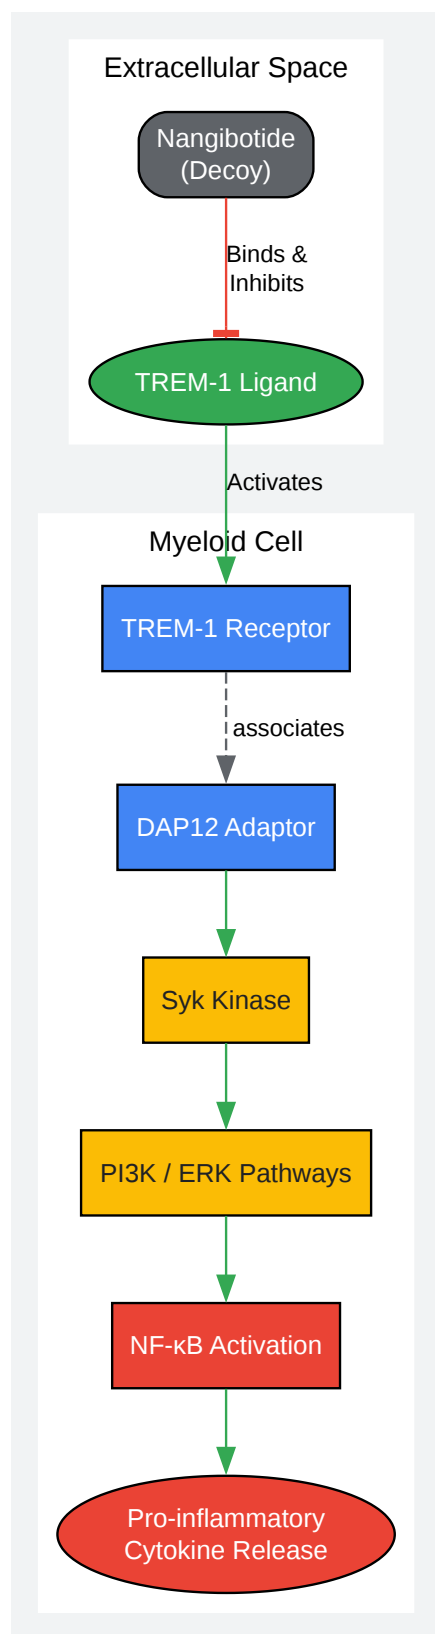 Extracellular Space
Nangibotide
(Decoy)
Binds &
Inhibits
TREM-1 Ligand
Activates
Myeloid Cell
TREM-1 Receptor
associates
DAP12 Adaptor
Syk Kinase
PI3K / ERK Pathways
NF-κB Activation
Pro-inflammatory
Cytokine Release